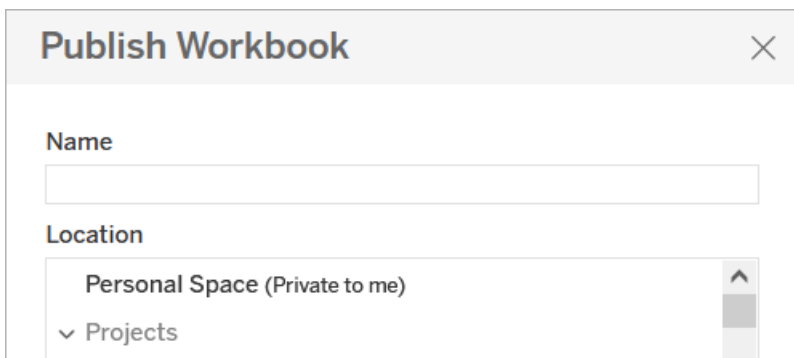 Publish Workbook
Name
Location
Personal Space (Private to me)
Projects